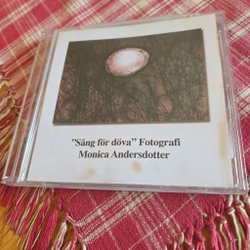 "Sång för döva" Fotografi
Monica Andersdotter